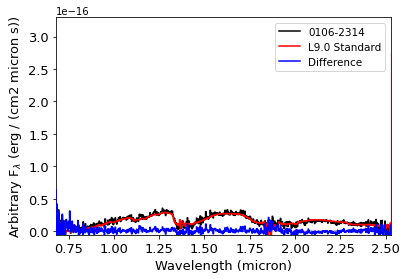 1e−16
Arbitrary Fλ (erg / (cm2 micron s))
3.0
2.5
2.0
1.5
1.0
0.5
0.0
0106-2314
L9.0 Standard
Difference
0.75 1.00 1.25 1.50 1.75 2.00 2.25 2.50
Wavelength (micron)